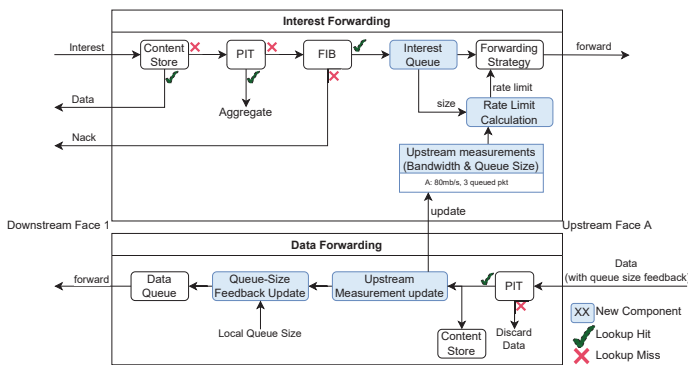 Interest Forwarding
Interest
Content
Store
PIT
FIB
Interest
Queue
Forwarding
Strategy
forward
Data
Aggregate
rate limit
size
Rate Limit
Calculation
Nack
Upstream measurements
(Bandwidth & Queue Size)
A: 80mb/s, 3 queued pkt
update
Downstream Face 1
Upstream Face A
Data Forwarding
forward
Data
Queue
Queue-Size
Feedback Update
Upstream
Measurement update
PIT
Data
(with queue size feedback)
Local Queue Size
Content
Store
Discard
Data
XX New Component
Lookup Hit
Lookup Miss